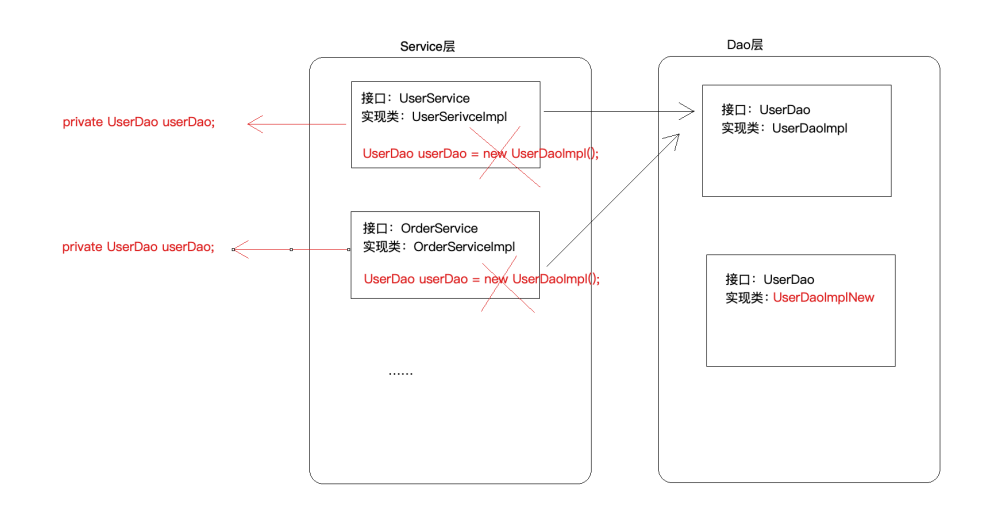 Service层
Dao层
接口：UserService
实现类：UserSerivceImpl
UserDao userDao = new UserDaoImpl();
private UserDao userDao;
接口：UserDao
实现类：UserDaoImpl
接口：OrderService
实现类：OrderServiceImpl
UserDao userDao = new UserDaoImpl();
private UserDao userDao;
接口：UserDao
实现类：UserDaoImplNew
......